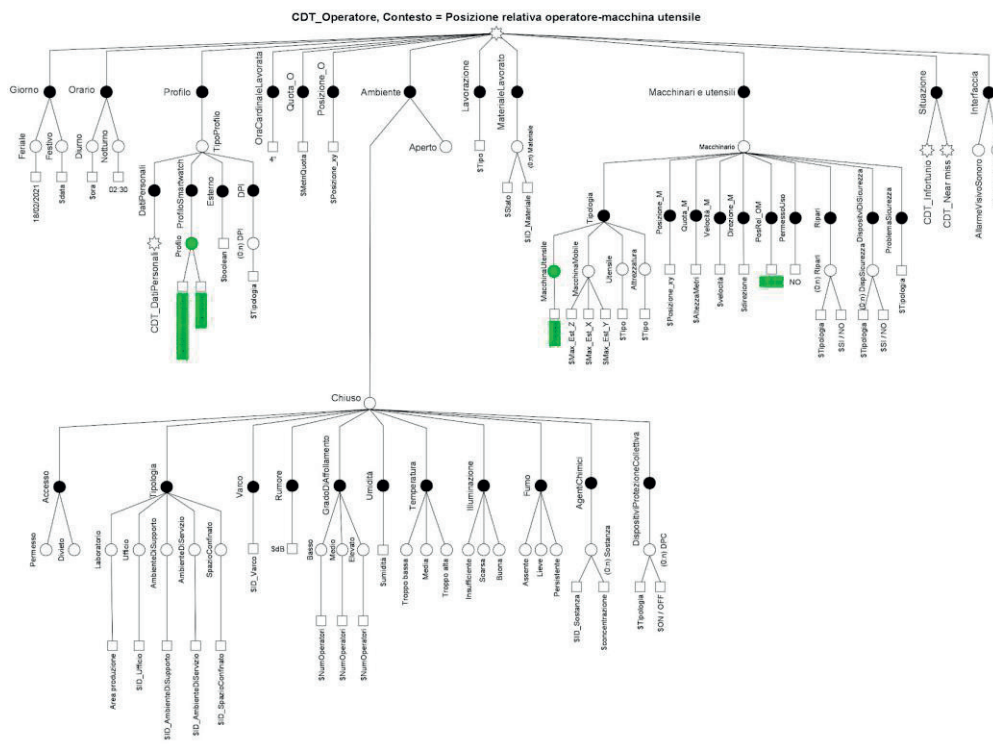 CDT_Operatore, Contesto = Posizione relativa operatore-macchina utensile
Giorno
Orario
Profilo
OraCardinaleLavorata
Quota_O
Posizione_O
Ambiente
Lavorazione
MaterialeLavorato
Macchinari e utensili
Situazione
Interfaccia
Feriale
Festivo
Diurno
Notturno
TipoProfilo
4°
$MetriQuota
$Posizione_xy
Aperto
$Tipo
(0:n) Materiale
Macchinario
CDT_Infortunio
CDT_Near miss
AllarmeVisivoSonoro
18/02/2021
$data
$ora
02:30
DatiPersonali
ProfiloSmartwatch
Esterno
DPI
$Stato
$ID_Materiale
Tipologia
Posizione_M
Quota_M
Velocità_M
Direzione_M
PosRel_OM
PermessoUso
Ripari
DispositviDiSicurezza
ProblemaSicurezza
CDT_DatiPersonali
Profilo
$boolean
(0:n) DPI
$Tipologia
MacchinaUtensile
MacchinaMobile
Utensile
Attrezzatura
$Posizione_xy
$AltezzaMetri
$velocità
$direzione
NO
(0:n) Ripari
(0:n) DispSicurezza
$Tipologia
$Max_Est_Z
$Max_Est_X
$Max_Est_Y
$Tipo
$Tipo
$Tipologia
$SI / NO
$Tipologia
$SI / NO
Chiuso
Accesso
Tipologia
Varco
Rumore
GradoDiAffollamento
Umidità
Temperatura
Illuminazione
Fumo
AgentiChimici
DispositiviProtezioneCollettiva
Permesso
Divieto
Laboratorio
Ufficio
AmbienteDiSupporto
AmbienteDiServizio
SpazioConfinato
$ID_Varco
$dB
Basso
Medio
Elevato
$umidita
Troppo bassa
Media
Troppo alta
Insufficiente
Scarsa
Buona
Assente
Lieve
Persistente
(0:n) Sostanza
(0:n) DPC
Area produzione
$ID_Ufficio
$ID_AmbienteDiSupporto
$ID_AmbienteDiServizio
$ID_SpazioConfinato
$NumOperatori
$NumOperatori
$NumOperatori
$ID_Sostanza
$concentrazione
$Tipologia
$ON / OFF